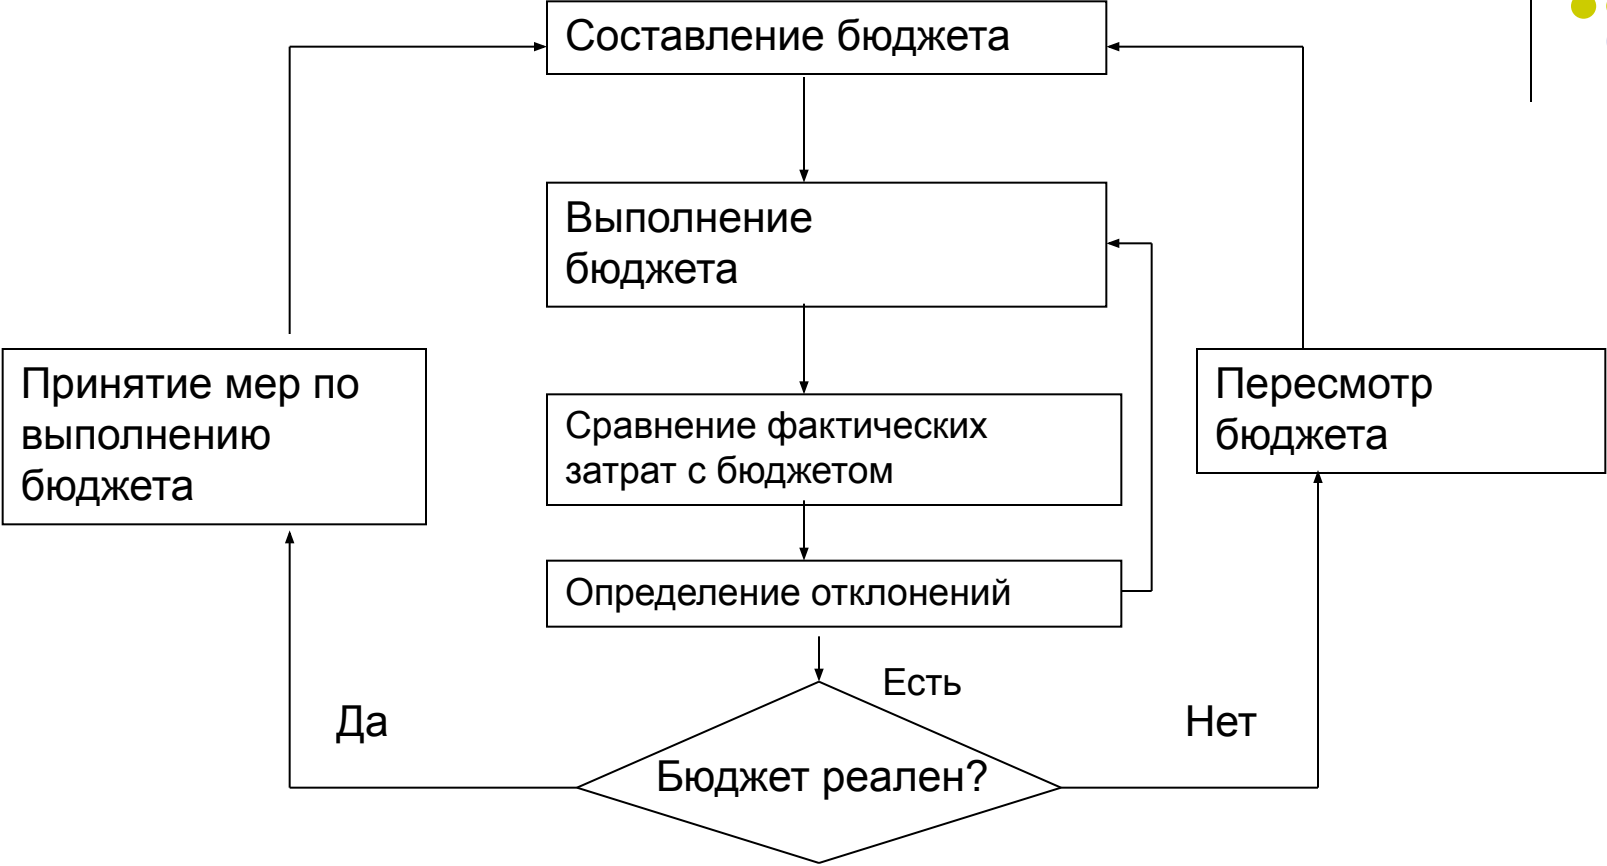 Составление бюджета
Выполнение
бюджета
Принятие мер по
выполнению
бюджета
Сравнение фактических
затрат с бюджетом
Пересмотр
бюджета
Определение отклонений
Есть
Да
Нет
Бюджет реален?